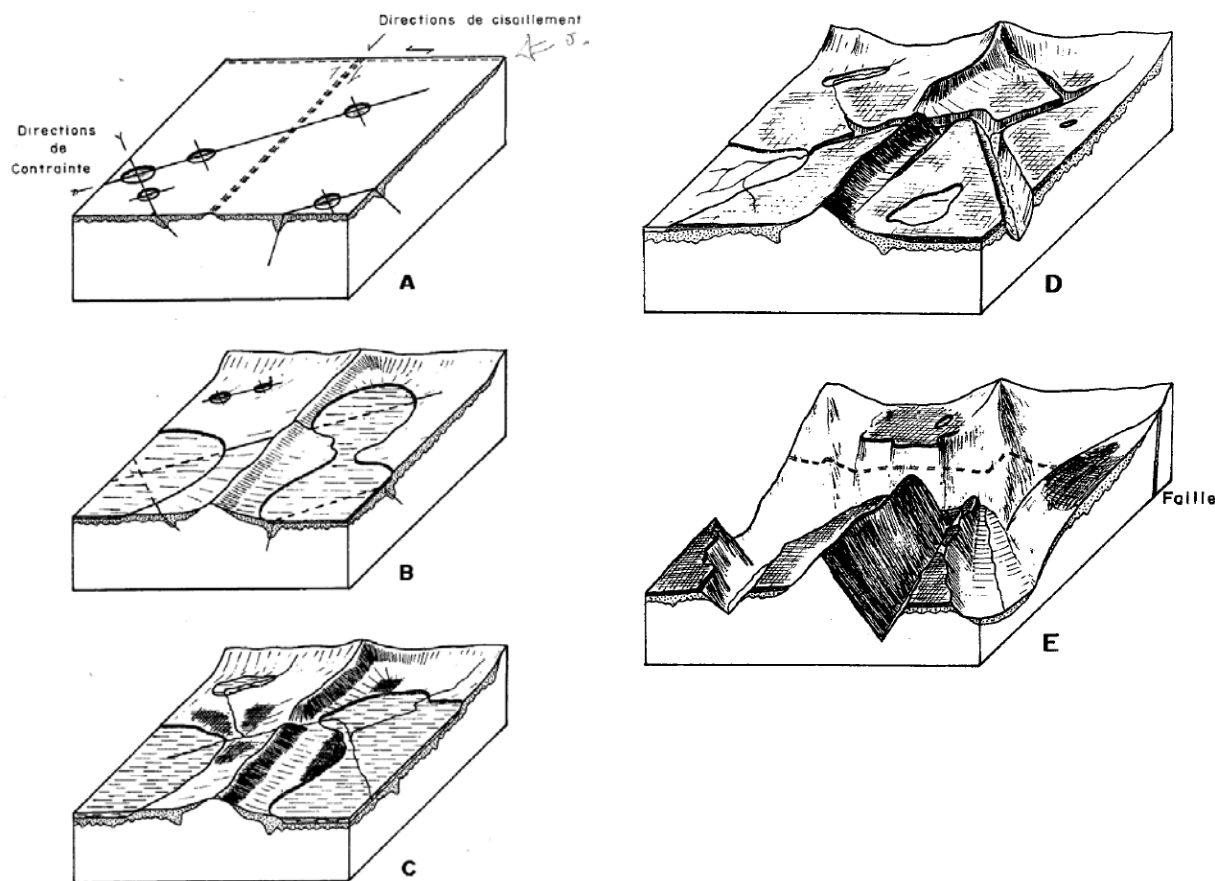 Directions de cisaillement
Directions
de
Contrainte
A
B
C
D
Faille
E